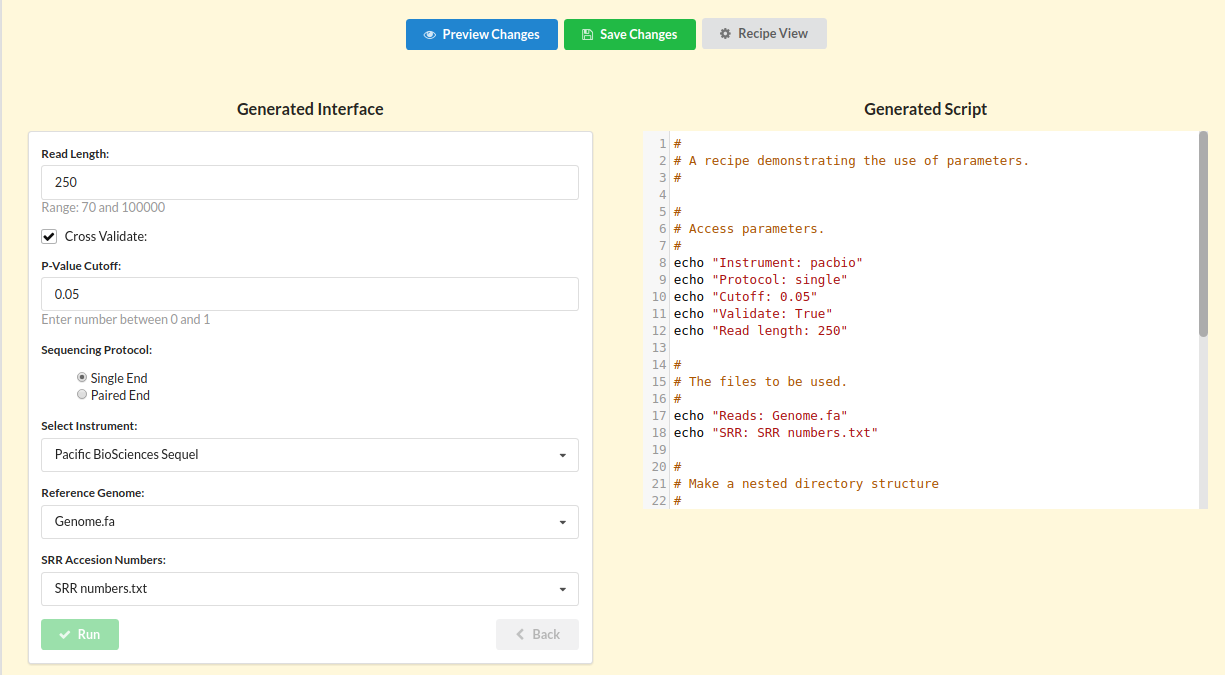 Preview Changes Save Changes Recipe View
Generated Interface
Read Length:
250
Range: 70 and 100000
Cross Validate:
P-Value Cutoff:
0.05
Enter number between 0 and 1
Sequencing Protocol:
Single End
Paired End
Select Instrument:
Pacific BioSciences Sequel
Reference Genome:
Genome.fa
SRR Accesion Numbers:
SRR numbers.txt
Run Back
Generated Script
1 #
2 # A recipe demonstrating the use of parameters.
3 #
4
5 #
6 # Access parameters.
7 #
8 echo "Instrument: pacbio"
9 echo "Protocol: single"
10 echo "Cutoff: 0.05"
11 echo "Validate: True"
12 echo "Read length: 250"
13
14 #
15 # The files to be used.
16 #
17 echo "Reads: Genome.fa"
18 echo "SRR: SRR numbers.txt"
19
20 #
21 # Make a nested directory structure
22 #